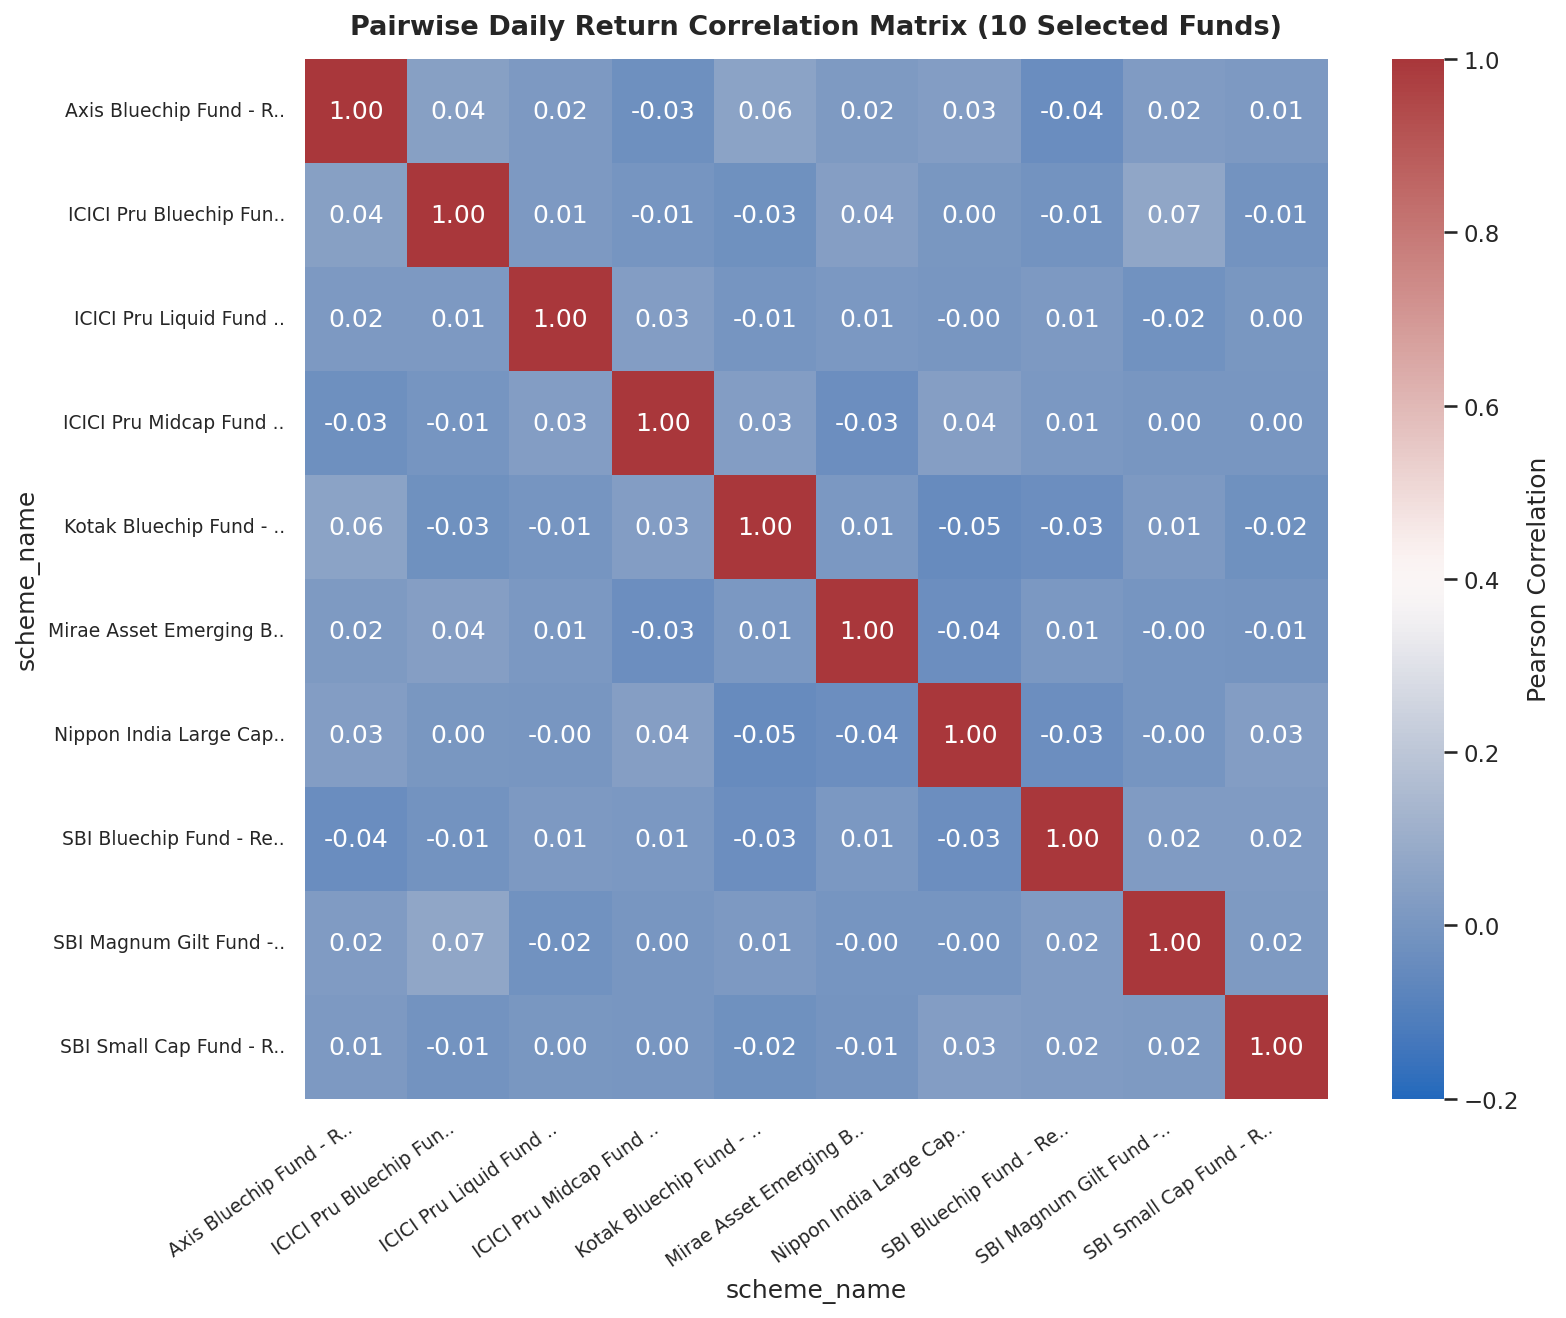 Pairwise Daily Return Correlation Matrix (10 Selected Funds)
Axis Bluechip Fund - R.. 1.00 0.04 0.02 -0.03 0.06 0.02 0.03 -0.04 0.02 0.01
ICICI Pru Bluechip Fun.. 0.04 1.00 0.01 -0.01 -0.03 0.04 0.00 -0.01 0.07 -0.01
ICICI Pru Liquid Fund .. 0.02 0.01 1.00 0.03 -0.01 0.01 -0.00 0.01 -0.02 0.00
ICICI Pru Midcap Fund .. -0.03 -0.01 0.03 1.00 0.03 -0.03 0.04 0.01 0.00 0.00
Kotak Bluechip Fund - .. 0.06 -0.03 -0.01 0.03 1.00 0.01 -0.05 -0.03 0.01 -0.02
Mirae Asset Emerging B.. 0.02 0.04 0.01 -0.03 0.01 1.00 -0.04 0.01 -0.00 -0.01
Nippon India Large Cap.. 0.03 0.00 -0.00 0.04 -0.05 -0.04 1.00 -0.03 -0.00 0.03
SBI Bluechip Fund - Re.. -0.04 -0.01 0.01 0.01 -0.03 0.01 -0.03 1.00 0.02 0.02
SBI Magnum Gilt Fund -.. 0.02 0.07 -0.02 0.00 0.01 -0.00 -0.00 0.02 1.00 0.02
SBI Small Cap Fund - R.. 0.01 -0.01 0.00 0.00 -0.02 -0.01 0.03 0.02 0.02 1.00
scheme_name
Axis Bluechip Fund - R..
ICICI Pru Bluechip Fun..
ICICI Pru Liquid Fund ..
ICICI Pru Midcap Fund ..
Kotak Bluechip Fund - ..
Mirae Asset Emerging B..
Nippon India Large Cap..
SBI Bluechip Fund - Re..
SBI Magnum Gilt Fund -..
SBI Small Cap Fund - R..
scheme_name
1.0
0.8
0.6
0.4
0.2
0.0
−0.2
Pearson Correlation